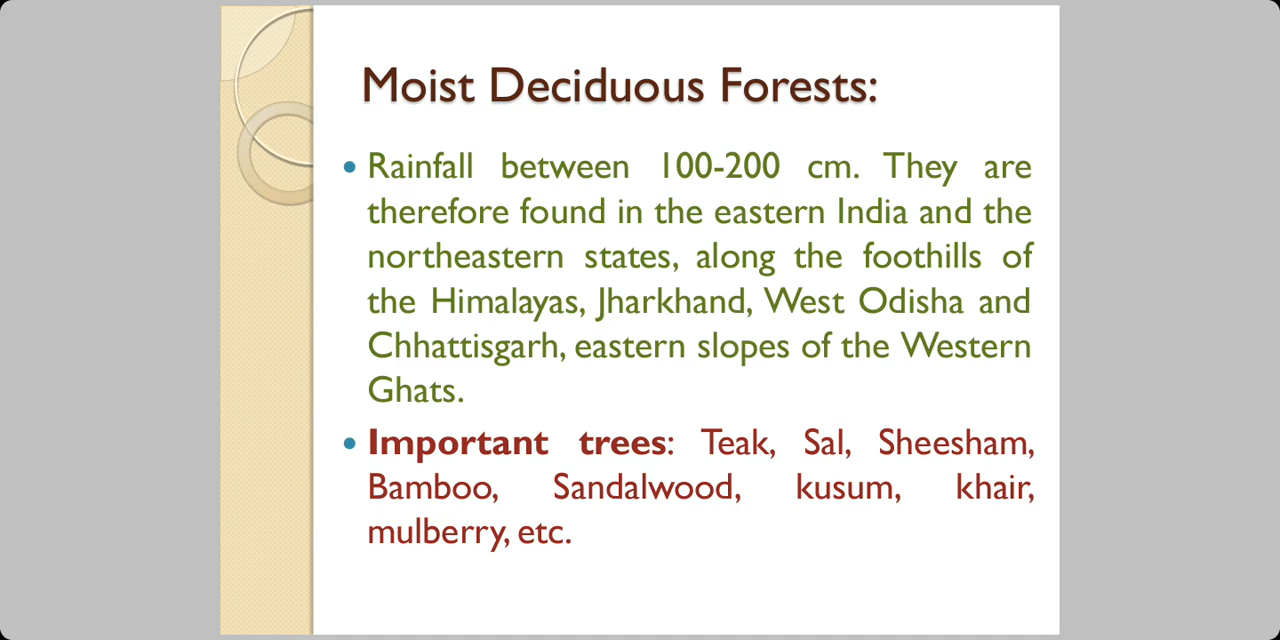 Moist Deciduous Forests:
• Rainfall between 100-200 cm. They are
therefore found in the eastern India and the
northeastern states, along the foothills of
the Himalayas, Jharkhand, West Odisha and
Chhattisgarh, eastern slopes of the Western
Ghats.
• Important trees: Teak, Sal, Sheesham,
Bamboo, Sandalwood, kusum, khair,
mulberry, etc.